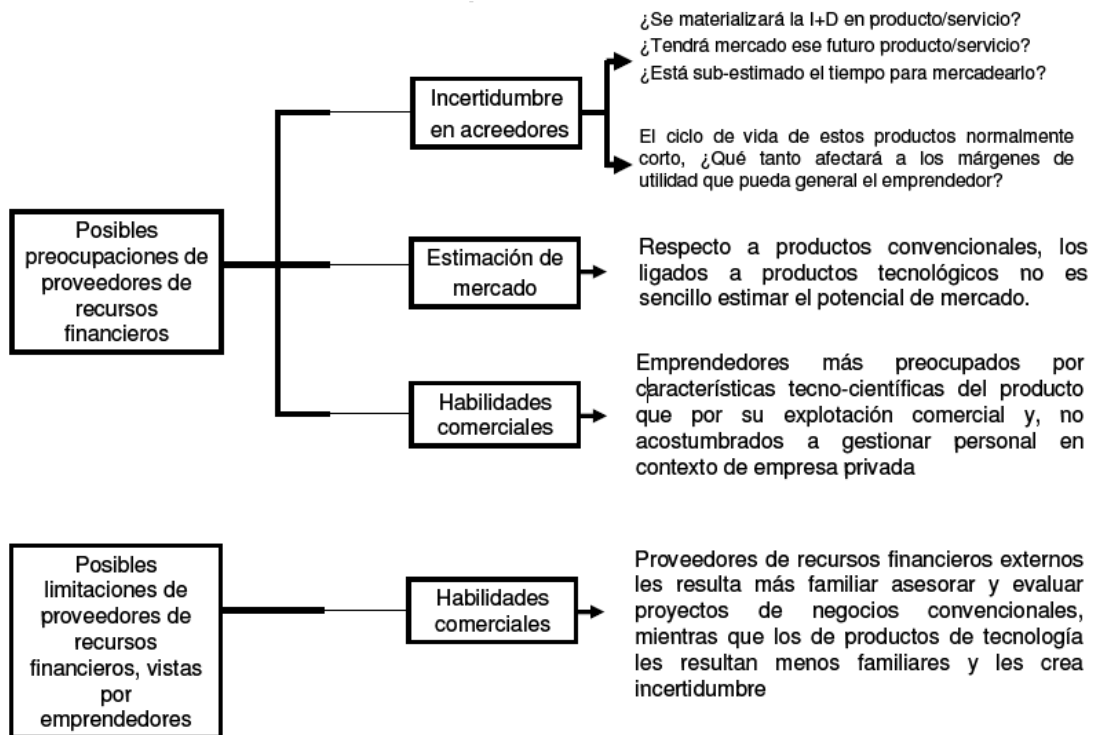 ¿Se materializará la I+D en producto/servicio?
¿Tendrá mercado ese futuro producto/servicio?
¿Está sub-estimado el tiempo para mercadearlo?
Incertidumbre
en acreedores
El ciclo de vida de estos productos normalmente
corto, ¿Qué tanto afectará a los márgenes de
utilidad que pueda general el emprendedor?
Posibles
preocupaciones de
proveedores de
recursos
financieros
Estimación de
mercado
Respecto a productos convencionales, los
ligados a productos tecnológicos no es
sencillo estimar el potencial de mercado.
Habilidades
comerciales
Emprendedores más preocupados por
características tecno-científicas del producto
que por su explotación comercial y, no
acostumbrados a gestionar personal en
contexto de empresa privada
Posibles
limitaciones de
proveedores de
recursos
financieros, vistas
por
emprendedores
Habilidades
comerciales
Proveedores de recursos financieros externos
les resulta más familiar asesorar y evaluar
proyectos de negocios convencionales,
mientras que los de productos de tecnología
les resultan menos familiares y les crea
incertidumbre